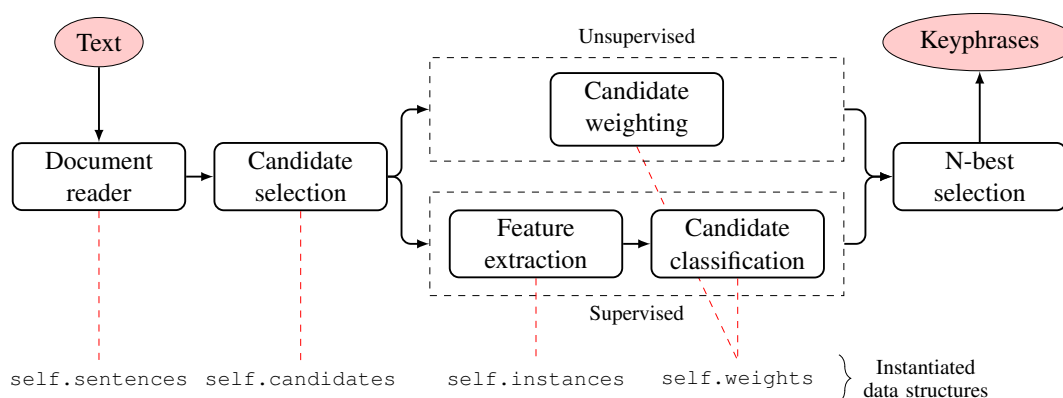 Text
Unsupervised
Keyphrases
Candidate
weighting
Document
reader
Candidate
selection
N-best
selection
Feature
extraction
Candidate
classification
Supervised
self.sentences
self.candidates
self.instances
self.weights
Instantiated
data structures